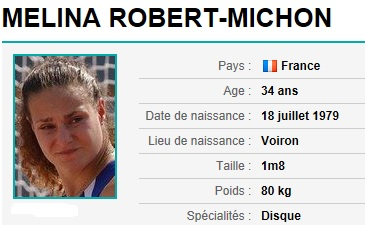 MELINA ROBERT-MICHON
Pays : France
Age : 34 ans
Date de naissance : 18 juillet 1979
Lieu de naissance : Voiron
Taille : 1m8
Poids : 80 kg
Spécialités : Disque